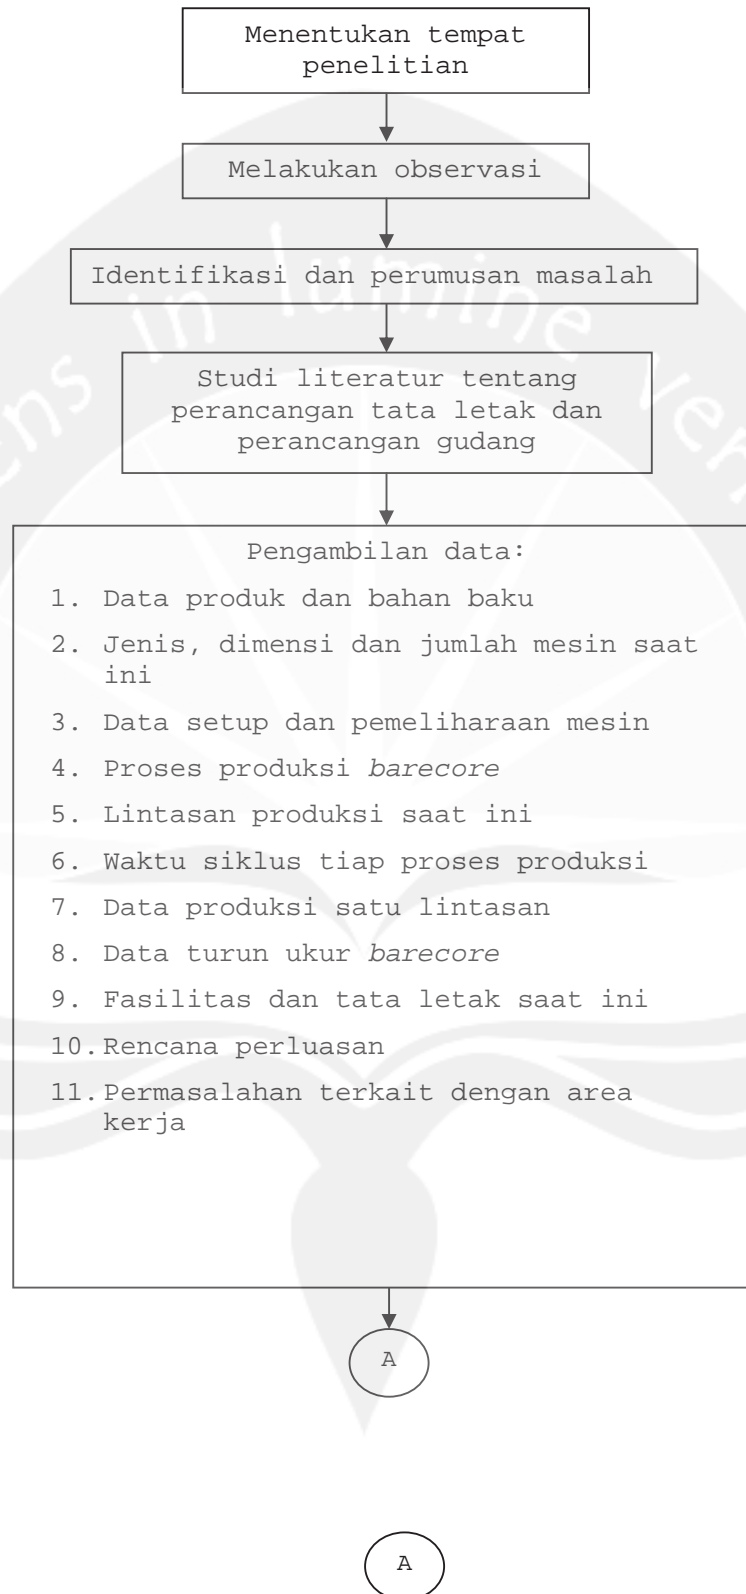 Menentukan tempat
penelitian
Melakukan observasi
Identifikasi dan perumusan masalah
Studi literatur tentang
perancangan tata letak dan
perancangan gudang
Pengambilan data:
1. Data produk dan bahan baku
2. Jenis, dimensi dan jumlah mesin saat
ini
3. Data setup dan pemeliharaan mesin
4. Proses produksi barecore
5. Lintasan produksi saat ini
6. Waktu siklus tiap proses produksi
7. Data produksi satu lintasan
8. Data turun ukur barecore
9. Fasilitas dan tata letak saat ini
10. Rencana perluasan
11. Permasalahan terkait dengan area
kerja
A
A